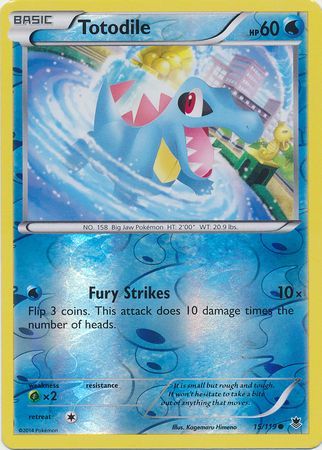 BASIC
Totodile
HP60
NO. 158 Big Jaw Pokémon HT: 2'00" WT: 20.9 lbs.
Fury Strikes 10×
Flip 3 coins. This attack does 10 damage times the
number of heads.
weakness resistance
×2
retreat
It is small but rough and tough.
It won't hesitate to take a bite
out of anything that moves.
©2014 Pokémon
Illus. Kagemaru Himeno
15/119